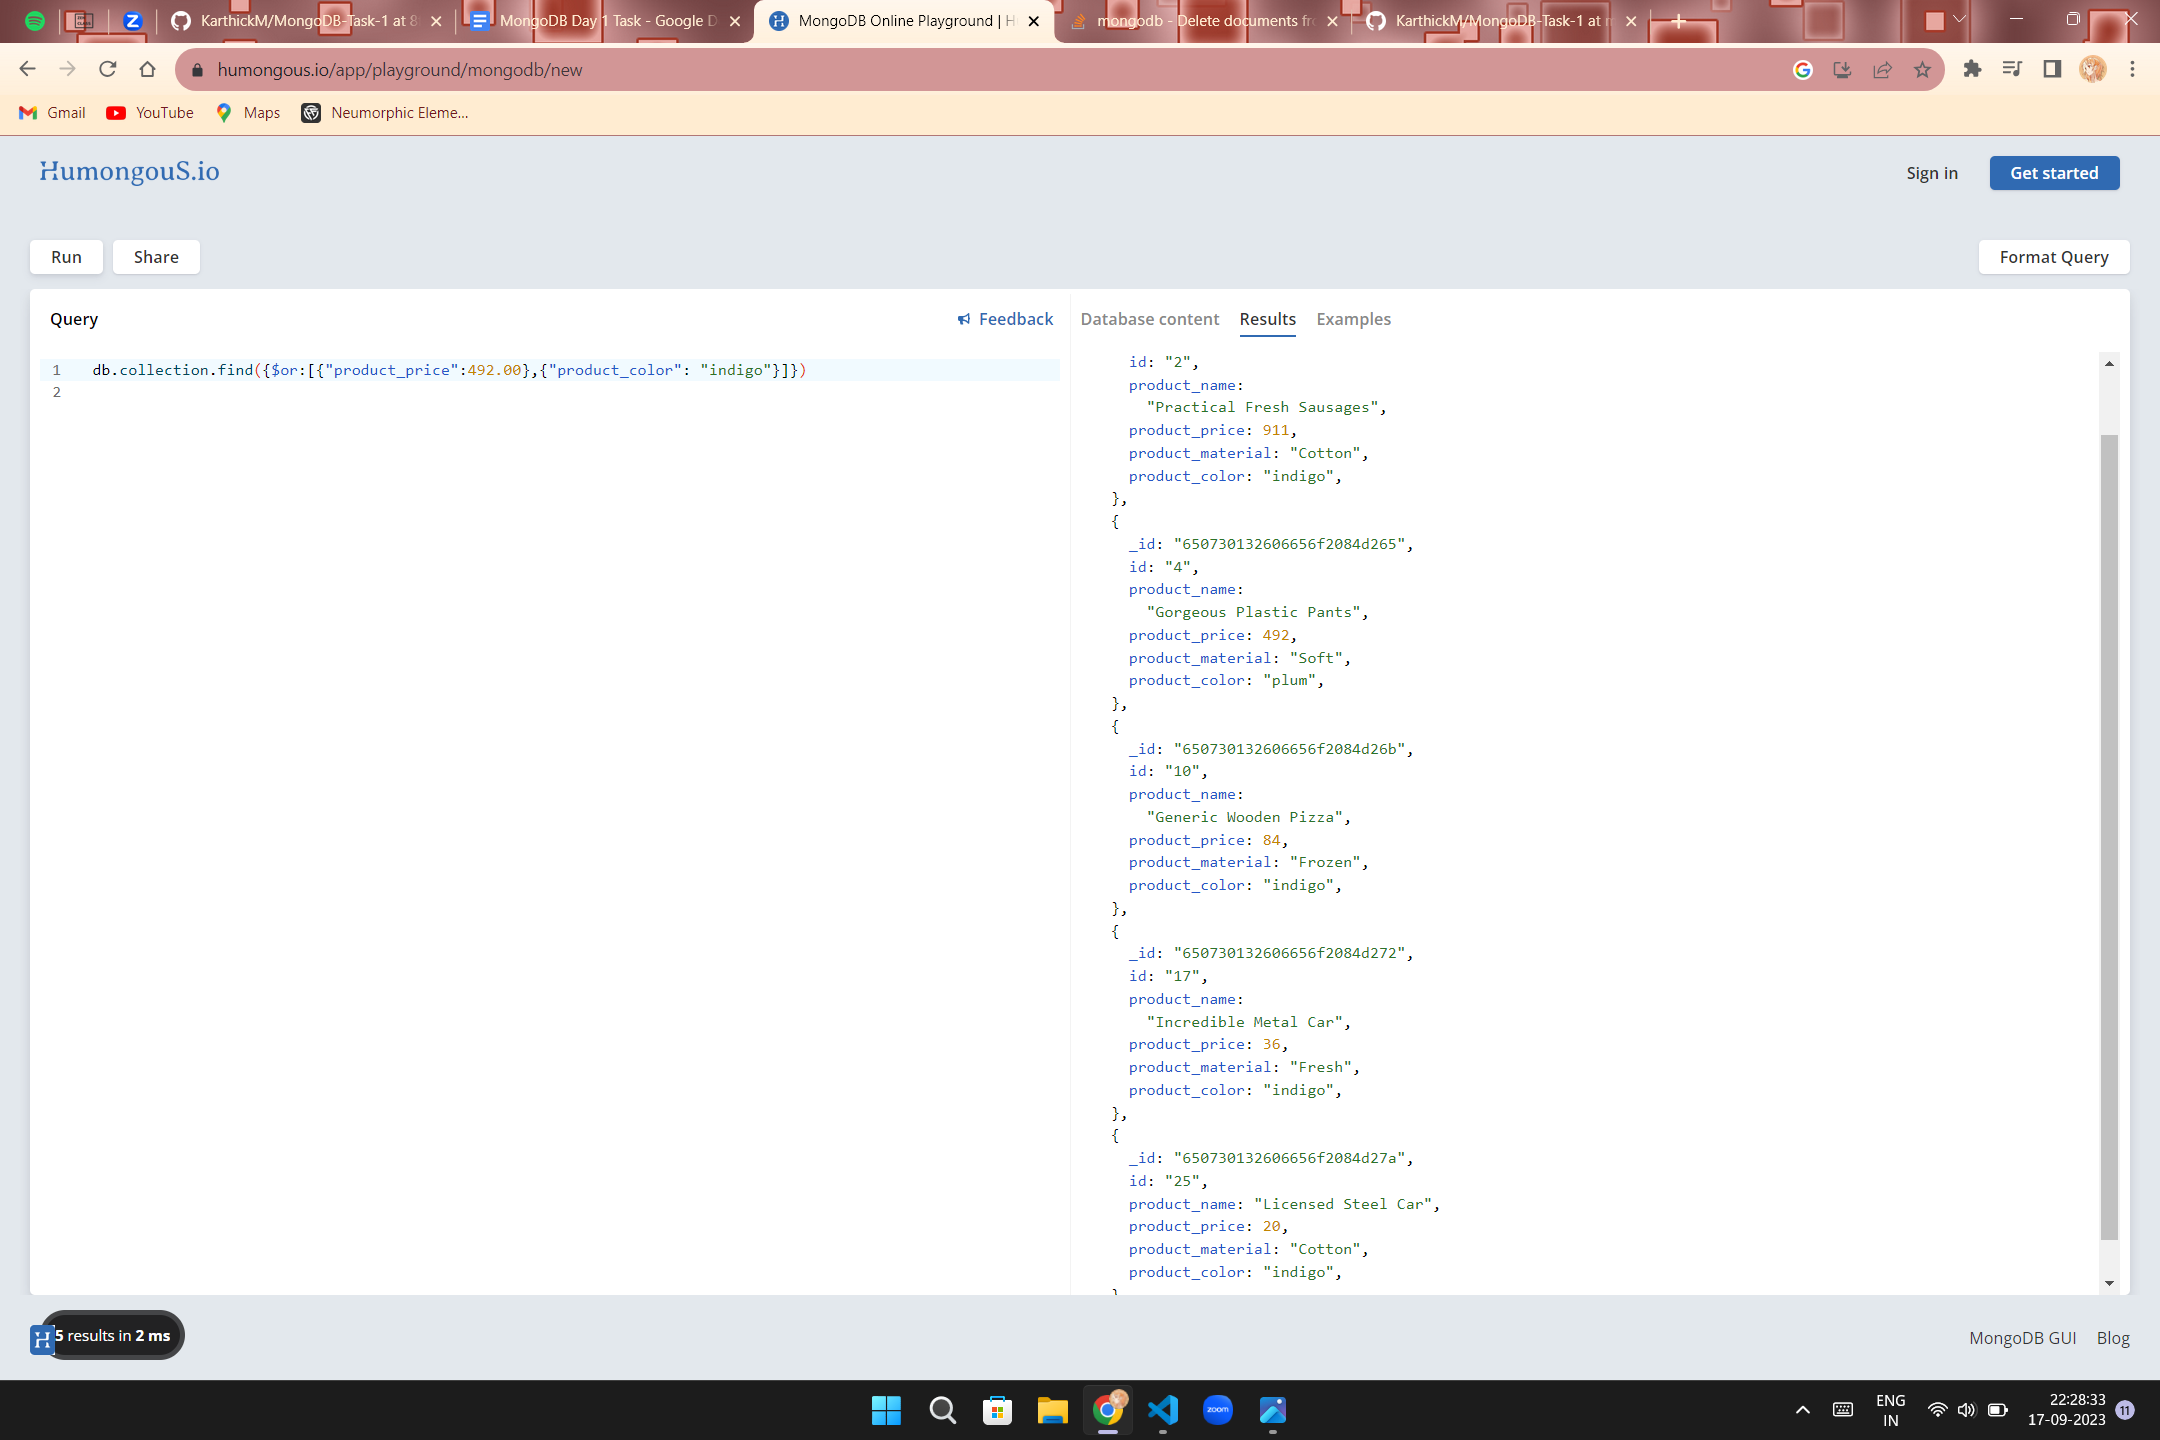 KarthickM/MongoDB-Task-1 at 8
MongoDB Day 1 Task - Google D
MongoDB Online Playground | H
mongodb - Delete documents fro
KarthickM/MongoDB-Task-1 at m
humongous.io/app/playground/mongodb/new
Gmail
YouTube
Maps
Neumorphic Eleme...
HumongouS.io
Sign in
Get started
Run
Share
Format Query
Query
Feedback
Database content
Results
Examples
1 db.collection.find({$or:[{"product_price":492.00},{"product_color": "indigo"}]})
2
id: "2",
product_name:
"Practical Fresh Sausages",
product_price: 911,
product_material: "Cotton",
product_color: "indigo",
},
{
_id: "650730132606656f2084d265",
id: "4",
product_name:
"Gorgeous Plastic Pants",
product_price: 492,
product_material: "Soft",
product_color: "plum",
},
{
_id: "650730132606656f2084d26b",
id: "10",
product_name:
"Generic Wooden Pizza",
product_price: 84,
product_material: "Frozen",
product_color: "indigo",
},
{
_id: "650730132606656f2084d272",
id: "17",
product_name:
"Incredible Metal Car",
product_price: 36,
product_material: "Fresh",
product_color: "indigo",
},
{
_id: "650730132606656f2084d27a",
id: "25",
product_name: "Licensed Steel Car",
product_price: 20,
product_material: "Cotton",
product_color: "indigo",
}
H
5 results in 2 ms
MongoDB GUI
Blog
zoom
ENG
IN
22:28:33
17-09-2023
11